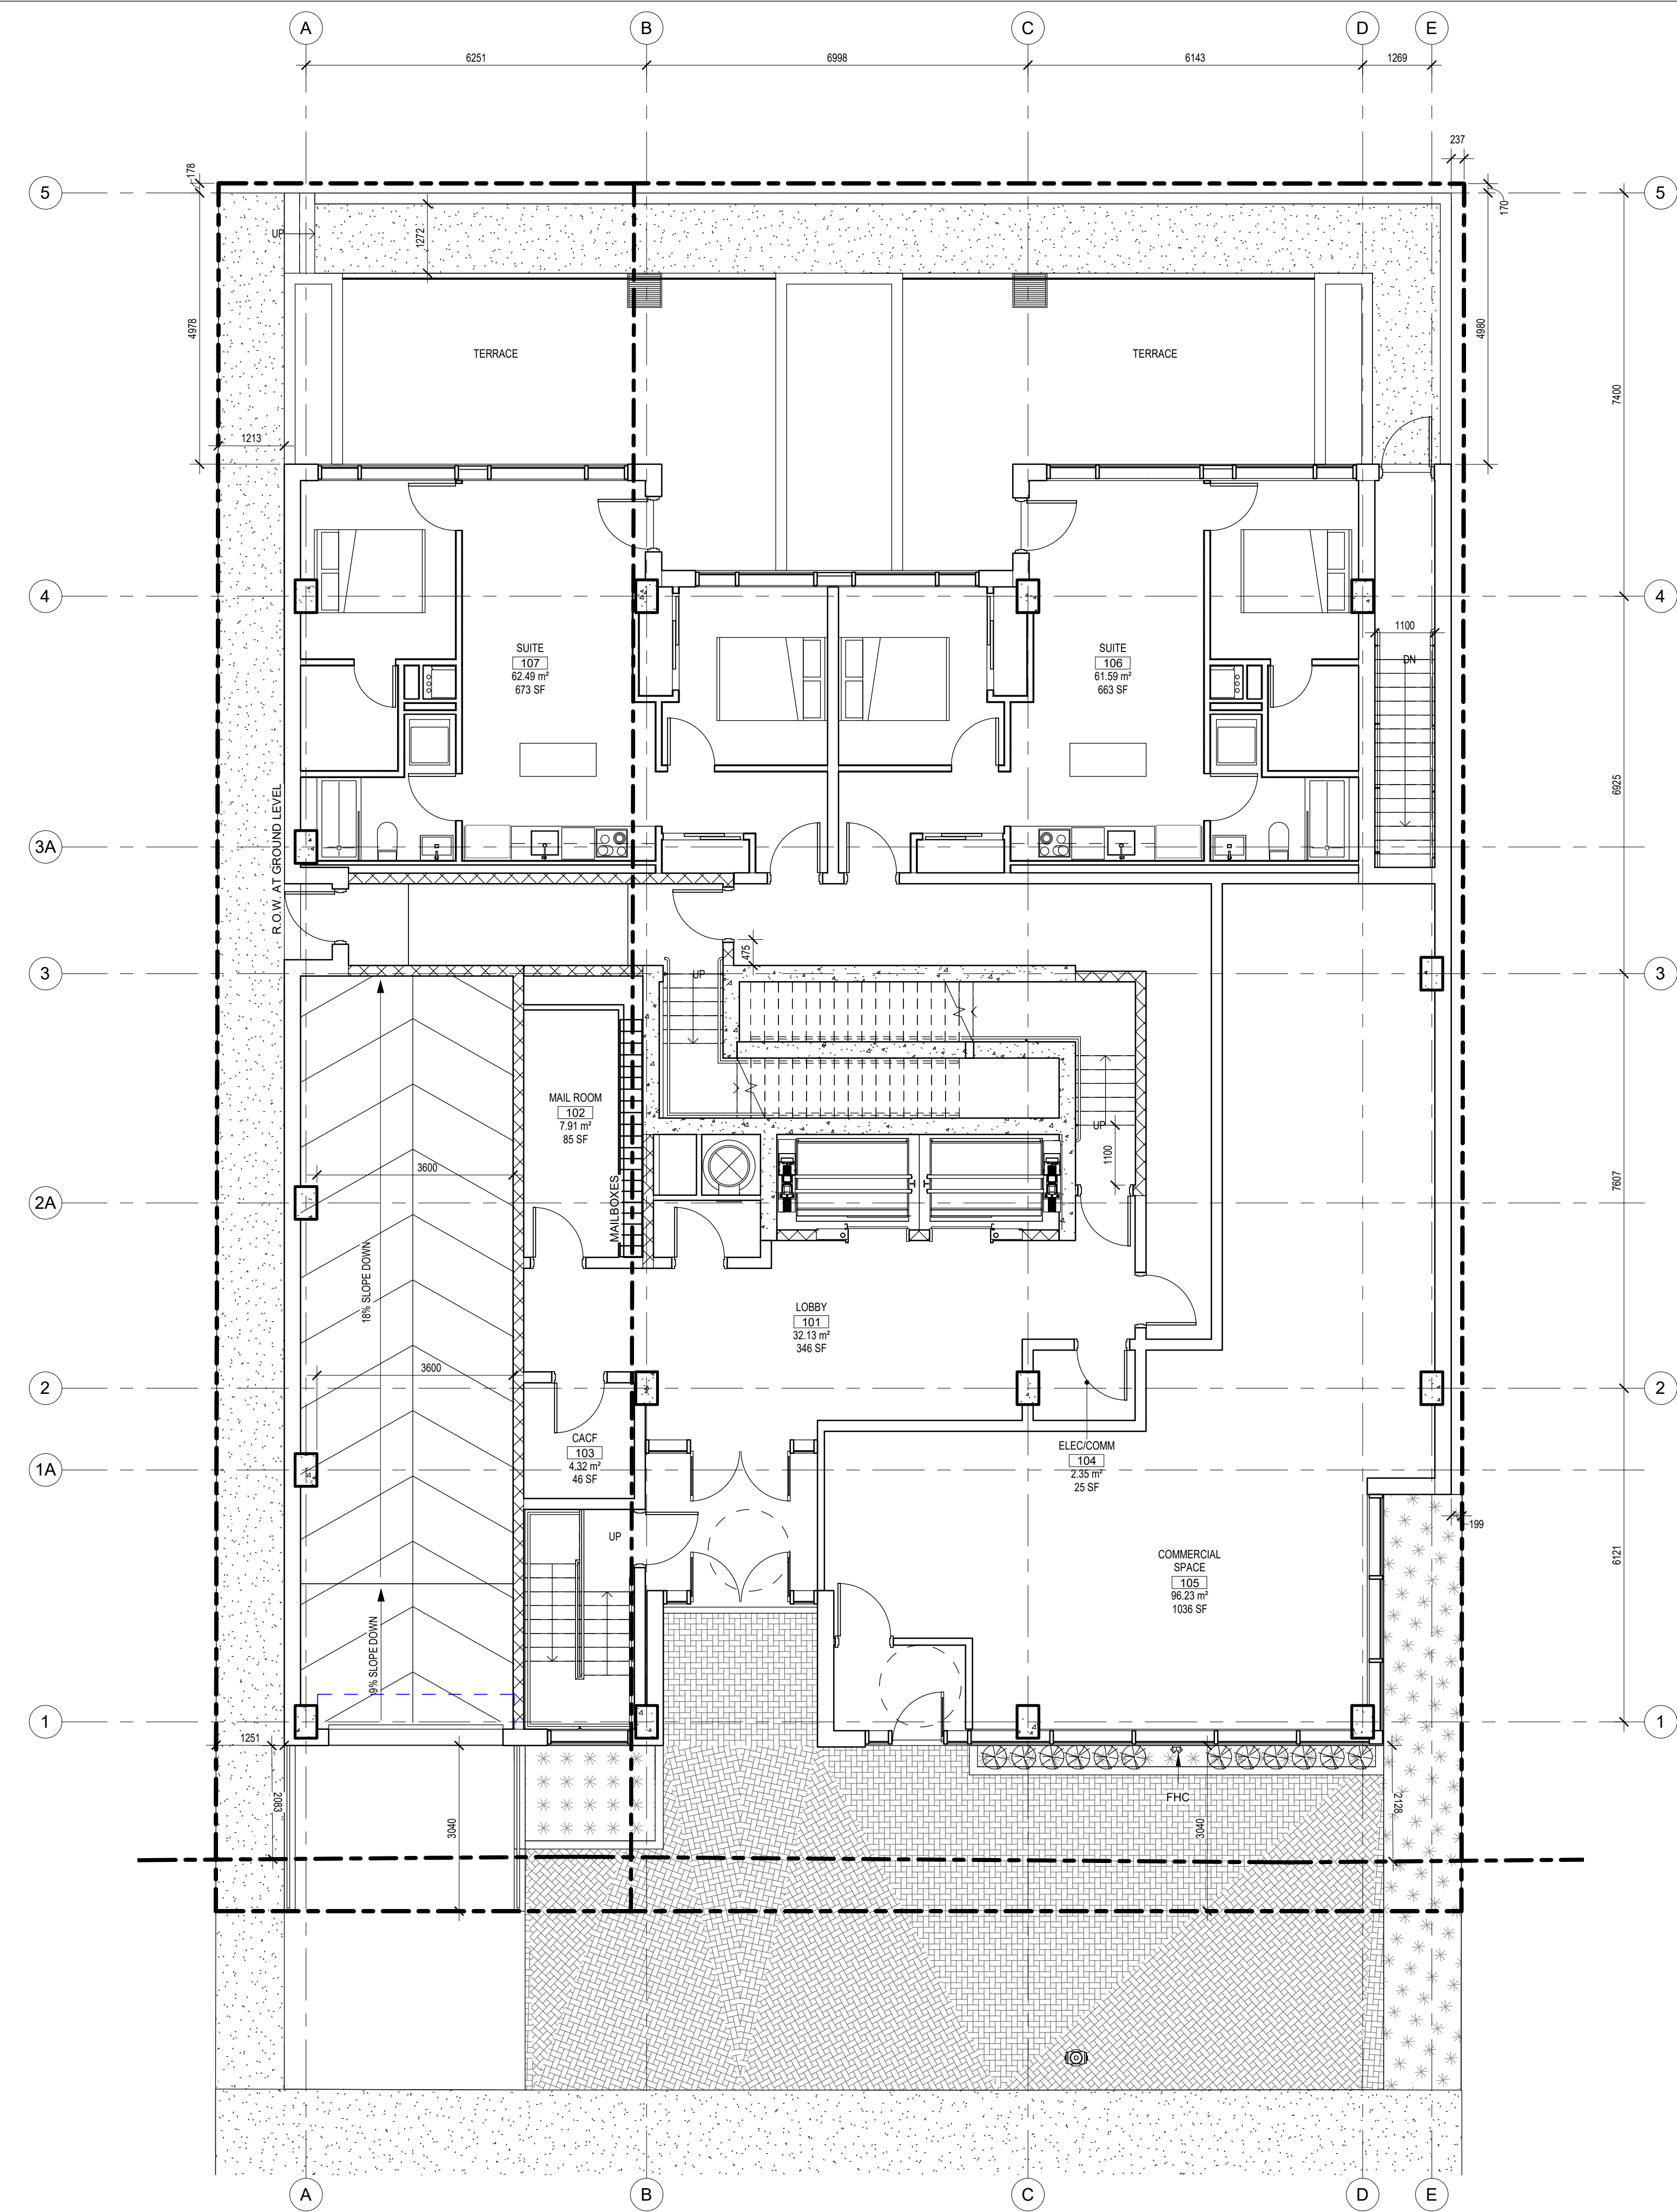 A B C D E
6251 6998 6143 1269
237
178
5 5
170
UP
1272
4978 4980
TERRACE TERRACE
7400
1213
4 4
1100
DN
SUITE
107
62.49 m²
673 SF
SUITE
106
61.59 m²
663 SF
6925
R.O.W. AT GROUND LEVEL
3A
475
3 3
UP
MAIL ROOM
102
7.91 m²
85 SF
UP
1100
3600
MAILBOXES
7607
2A
18% SLOPE DOWN
LOBBY
101
32.13 m²
346 SF
3600
2 2
CACF
103
4.32 m²
46 SF
ELEC/COMM
104
2.35 m²
25 SF
1A
199
UP
COMMERCIAL
SPACE
105
96.23 m²
1036 SF
6121
9% SLOPE DOWN
1 1
1251
2083
3040
FHC
3040
2128
A B C D E